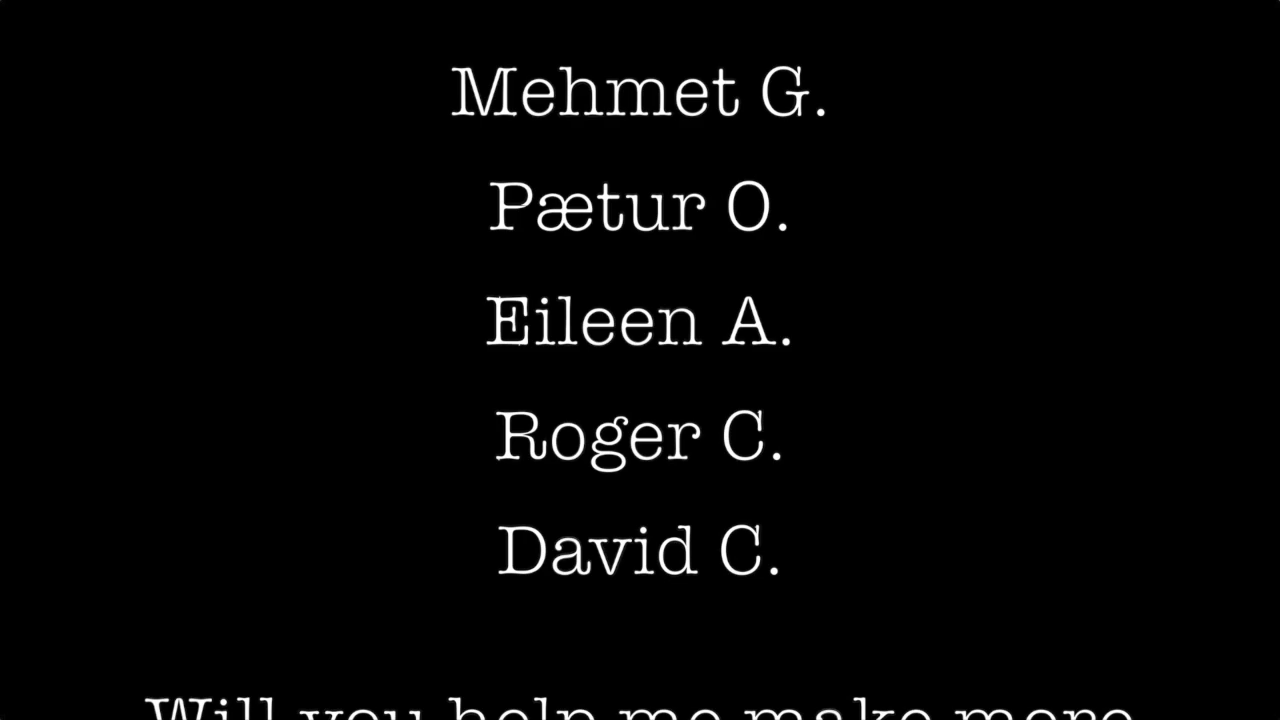 Mehmet G.
Pætur O.
Eileen A.
Roger C.
David C.
Will you help me make more